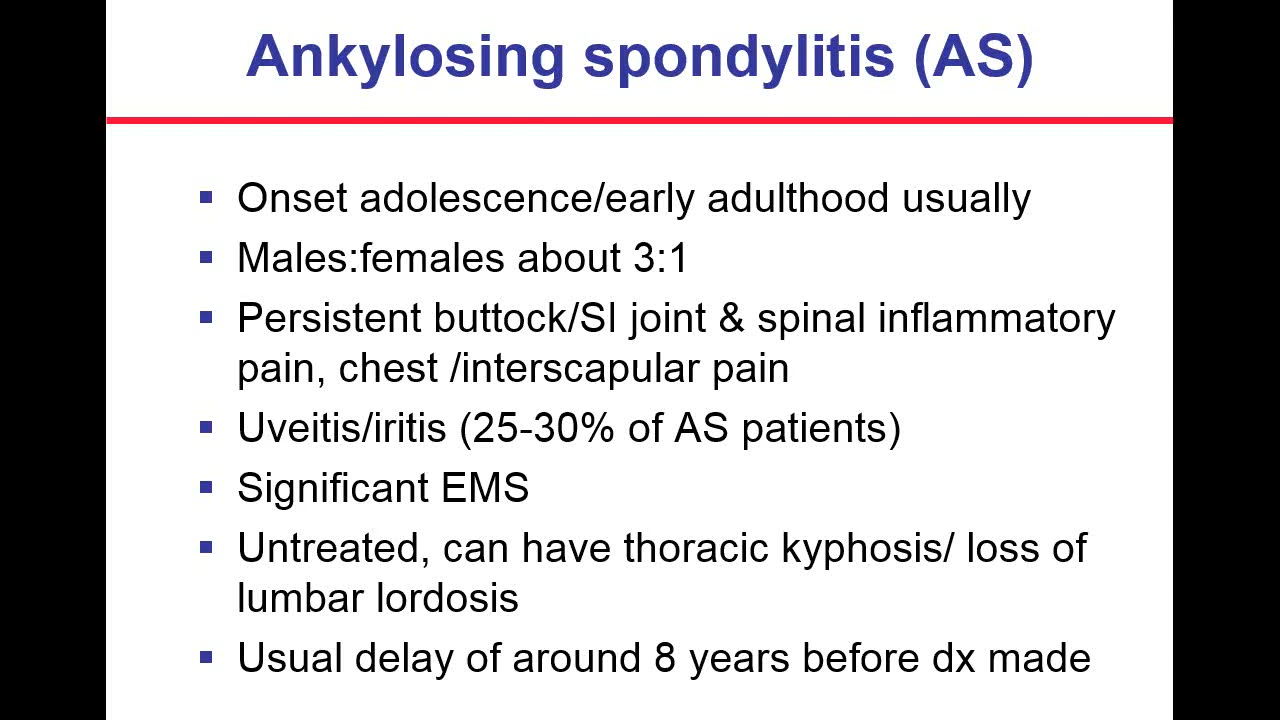 Ankylosing spondylitis (AS)
Onset adolescence/early adulthood usually
Males:females about 3:1
Persistent buttock/SI joint & spinal inflammatory
pain, chest /interscapular pain
Uveitis/iritis (25-30% of AS patients)
Significant EMS
Untreated, can have thoracic kyphosis/ loss of
lumbar lordosis
Usual delay of around 8 years before dx made